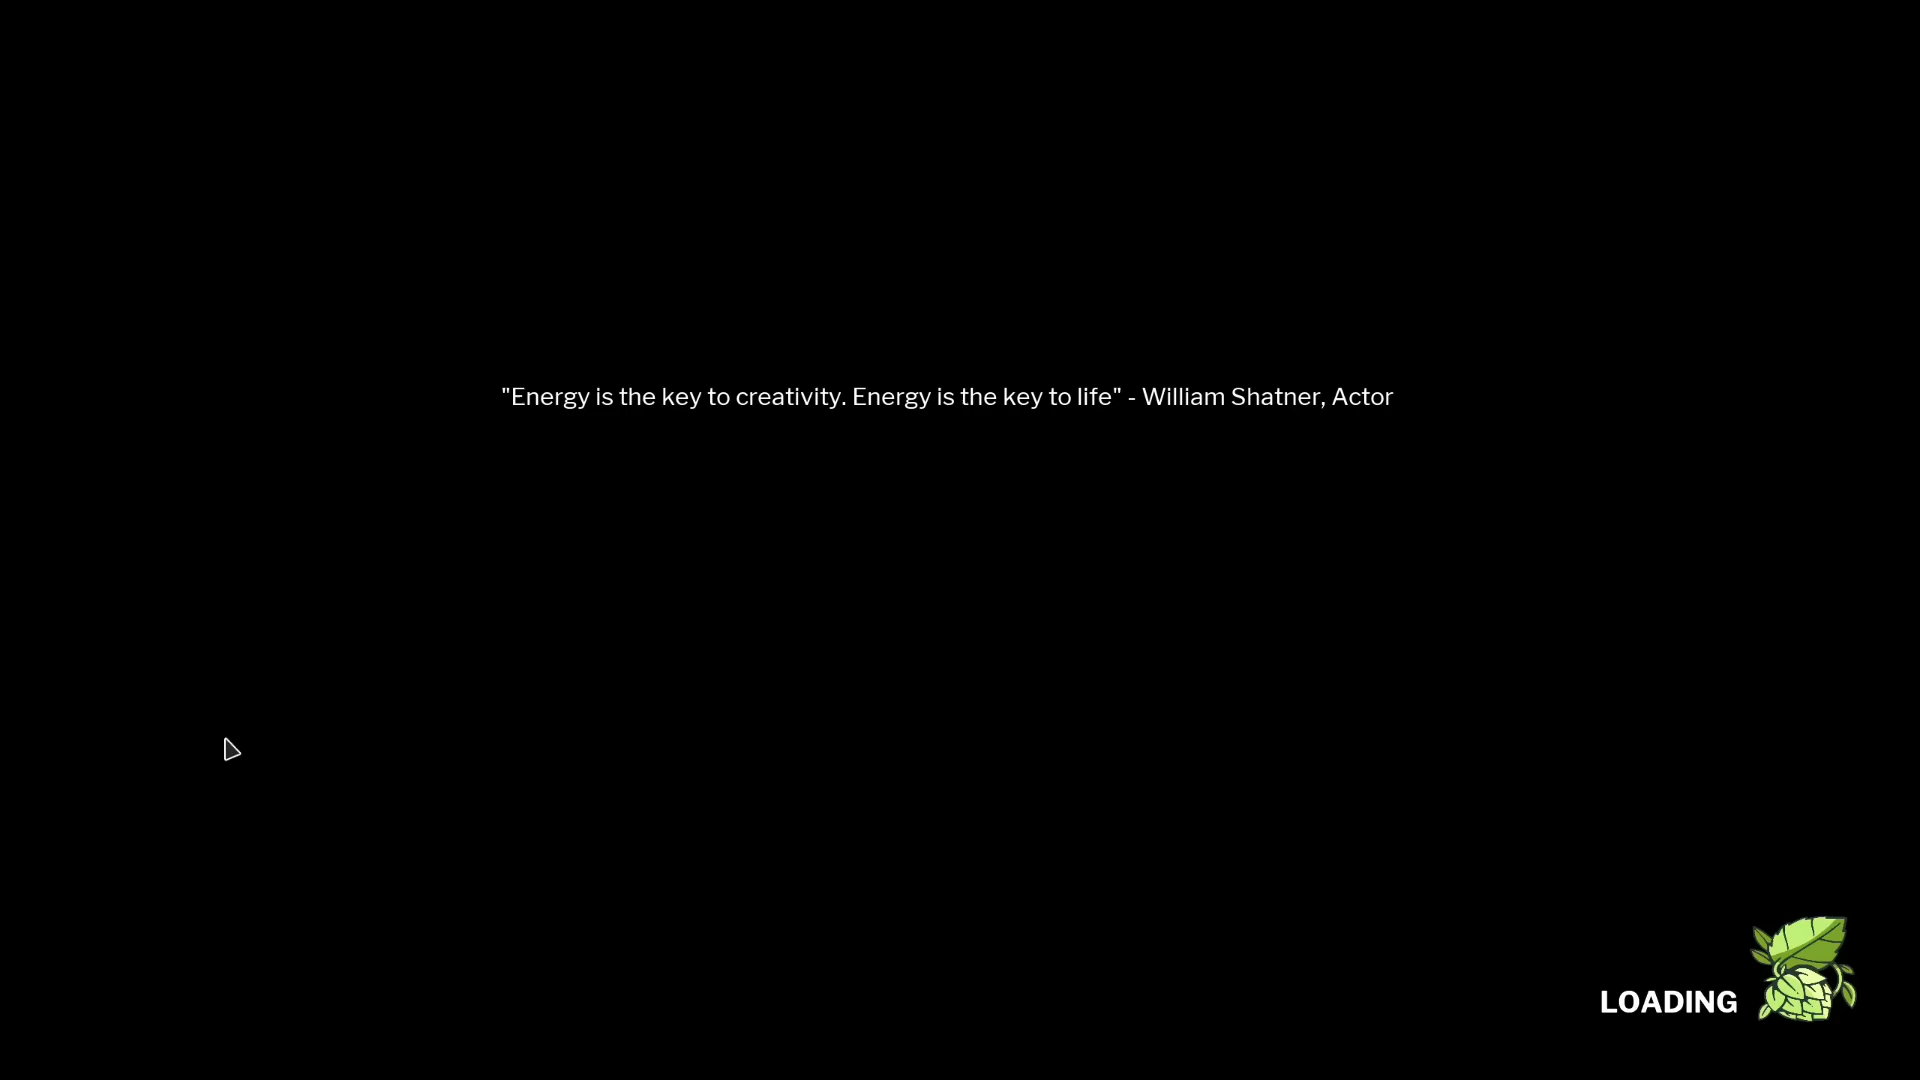 "Energy is the key to creativity. Energy is the key to life" - William Shatner, Actor
LOADING